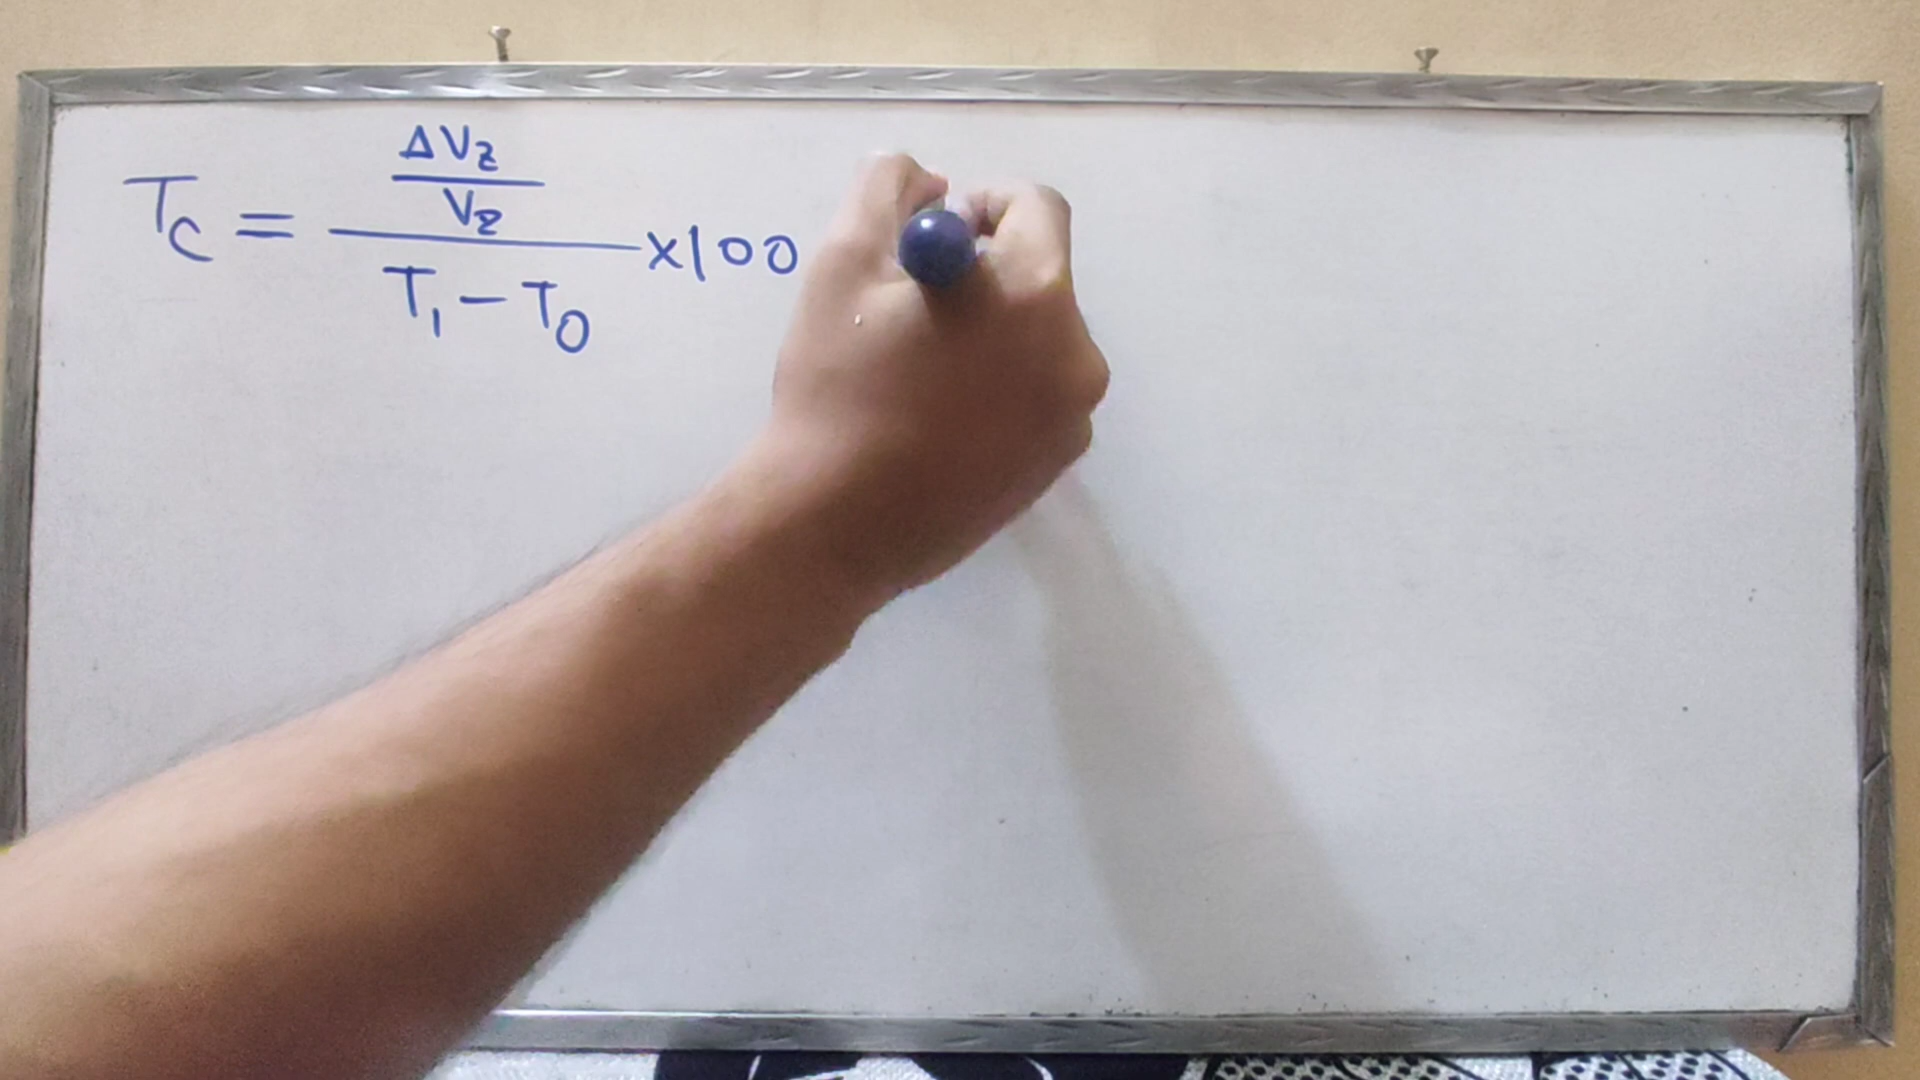 Tc = ΔVz/Vz / T1 - T0 x100